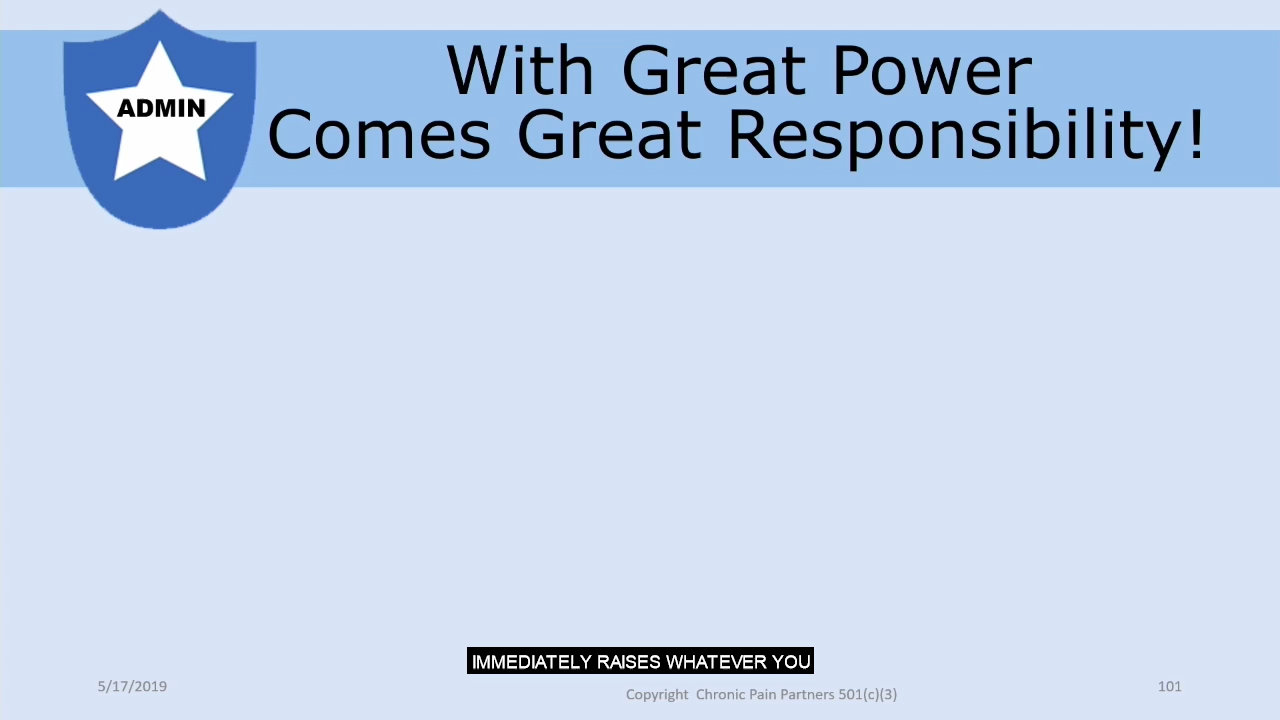 ADMIN
With Great Power
Comes Great Responsibility!
IMMEDIATELY RAISES WHATEVER YOU
5/17/2019
Copyright  Chronic Pain Partners 501(c)(3)
101